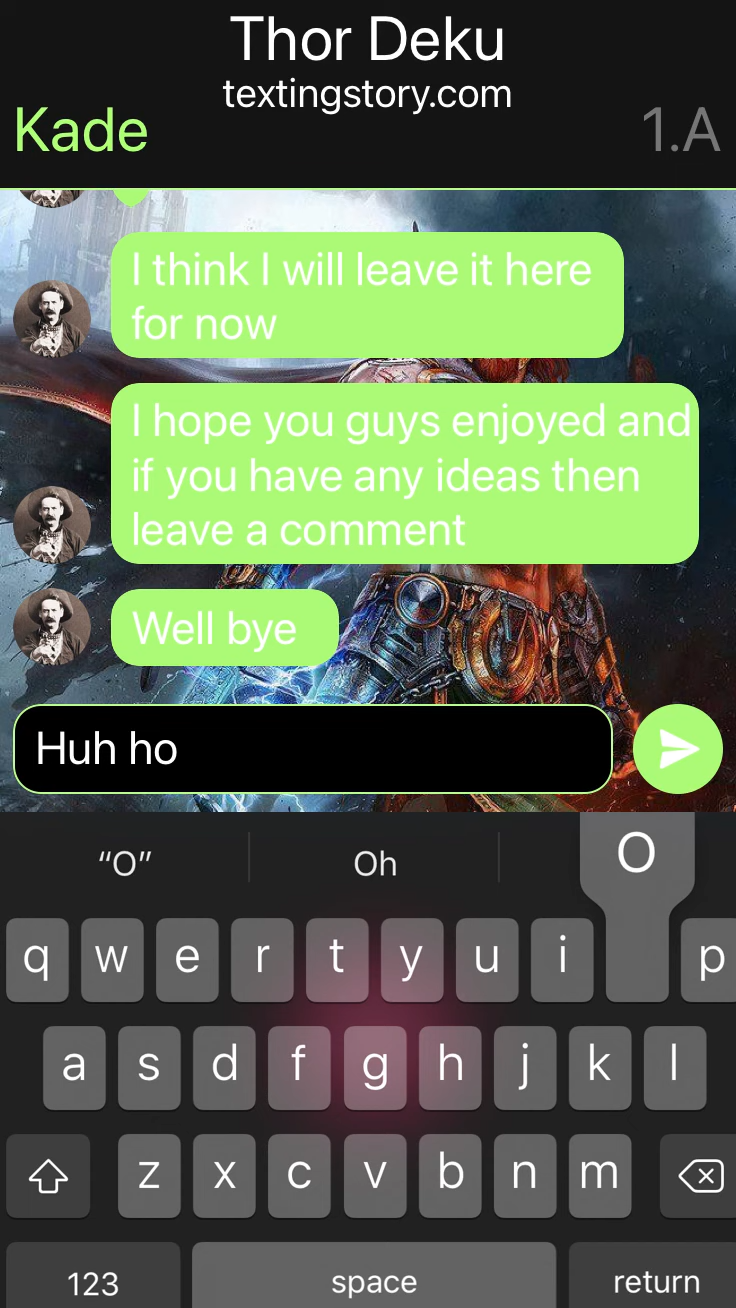 Thor Deku
textingstory.com
Kade 1.A
I think I will leave it here
for now
I hope you guys enjoyed and
if you have any ideas then
leave a comment
Well bye
Huh ho
“O” Oh O
q w e r t y u i p
a s d f g h j k l
z x c v b n m
123 space return